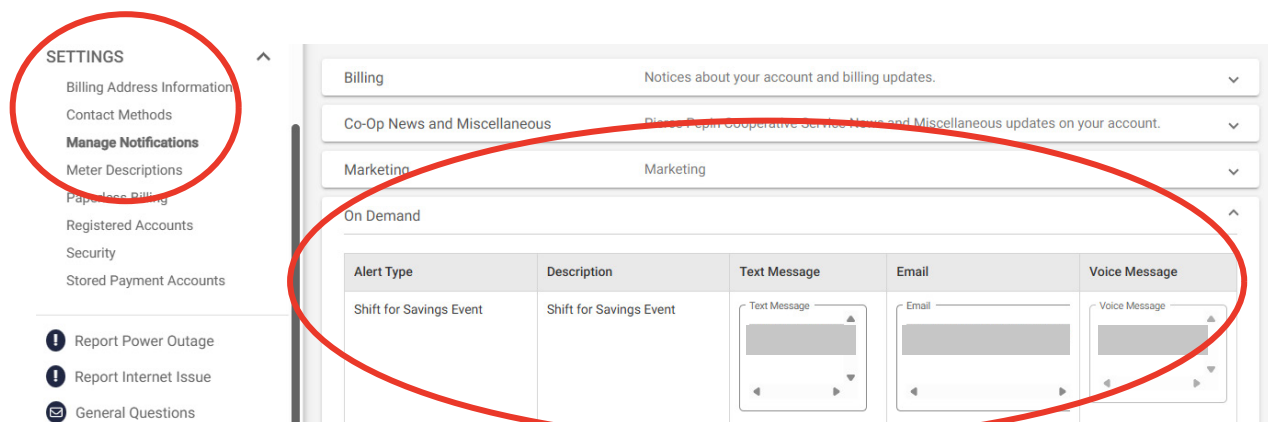 SETTINGS
Billing Address Information
Contact Methods
Manage Notifications
Meter Descriptions
Paperless Billing
Registered Accounts
Security
Stored Payment Accounts
Report Power Outage
Report Internet Issue
General Questions
Billing Notices about your account and billing updates.
Co-Op News and Miscellaneous Pierce Pepin Cooperative Service News and Miscellaneous updates on your account.
Marketing Marketing
On Demand
Alert Type Description Text Message Email Voice Message
Shift for Savings Event Shift for Savings Event Text Message Email Voice Message